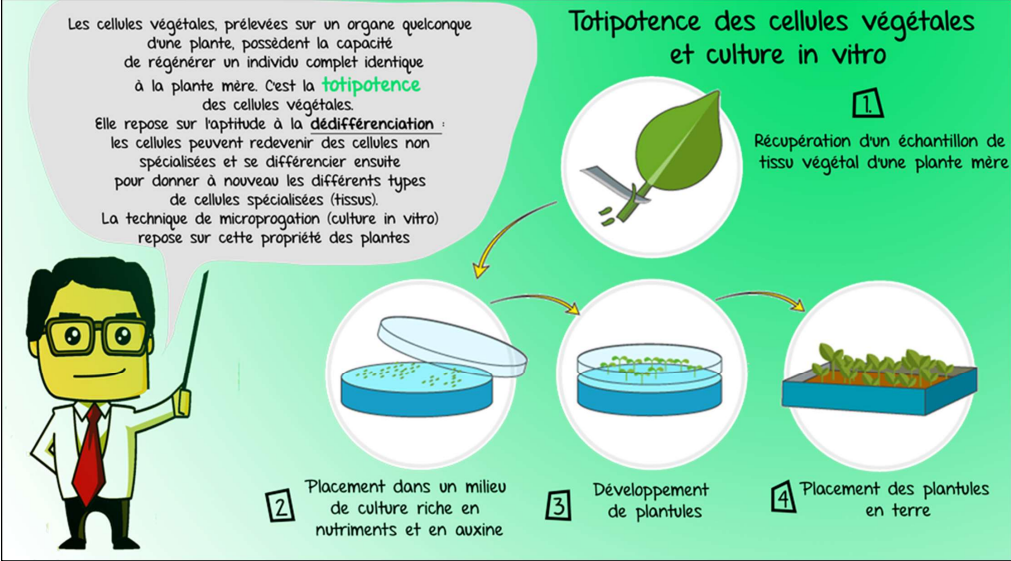 Les cellules végétales, prélevées sur un organe quelconque
d'une plante, possèdent la capacité
de régénérer un individu complet identique
à la plante mère. C'est la totipotence
des cellules végétales.
Elle repose sur l'aptitude à la dédifférenciation :
les cellules peuvent redevenir des cellules non
spécialisées et se différencier ensuite
pour donner à nouveau les différents types
de cellules spécialisées (tissus).
La technique de microprogation (culture in vitro)
repose sur cette propriété des plantes
Totipotence des cellules végétales
et culture in vitro
1.
Récupération d'un échantillon de
tissu végétal d'une plante mère
2
Placement dans un milieu
de culture riche en
nutriments et en auxine
3
Développement
de plantules
4
Placement des plantules
en terre